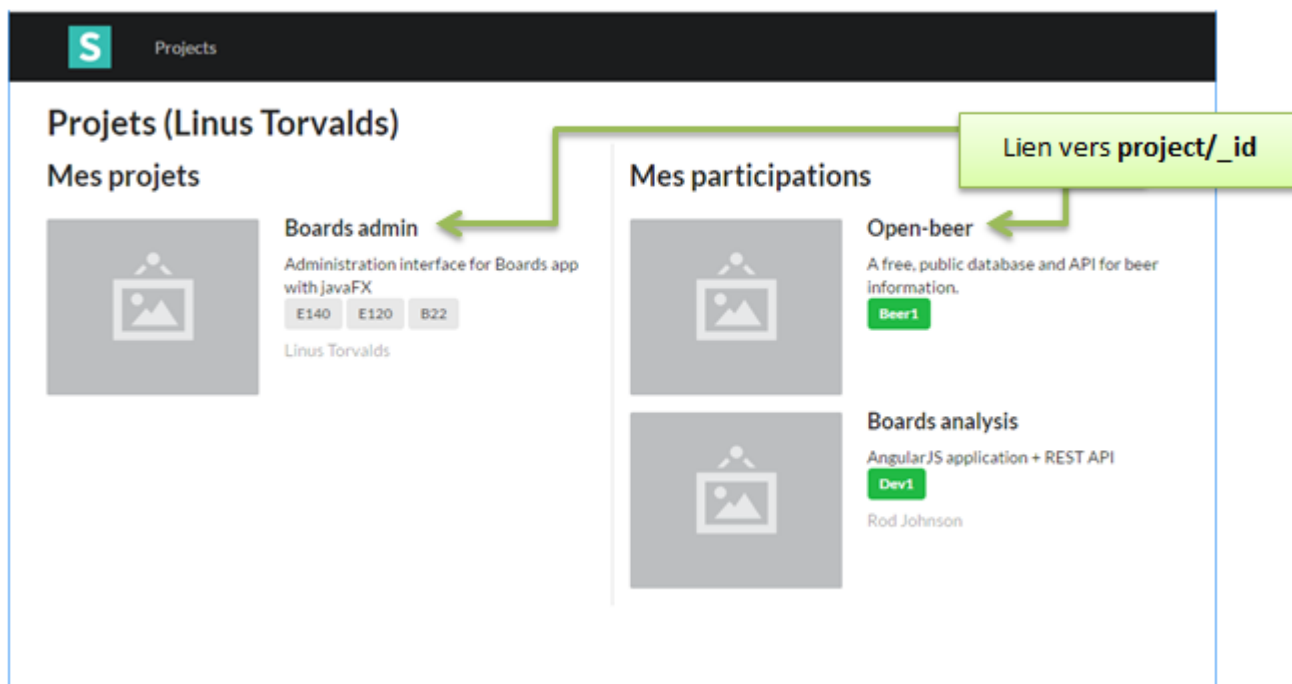 S
Projects
Projets (Linus Torvalds)
Lien vers project/_id
Mes projets
Boards admin
Administration interface for Boards app
with javaFX
E140 E120 B22
Linus Torvalds
Mes participations
Open-beer
A free, public database and API for beer
information.
Beer1
Boards analysis
AngularJS application + REST API
Dev1
Rod Johnson